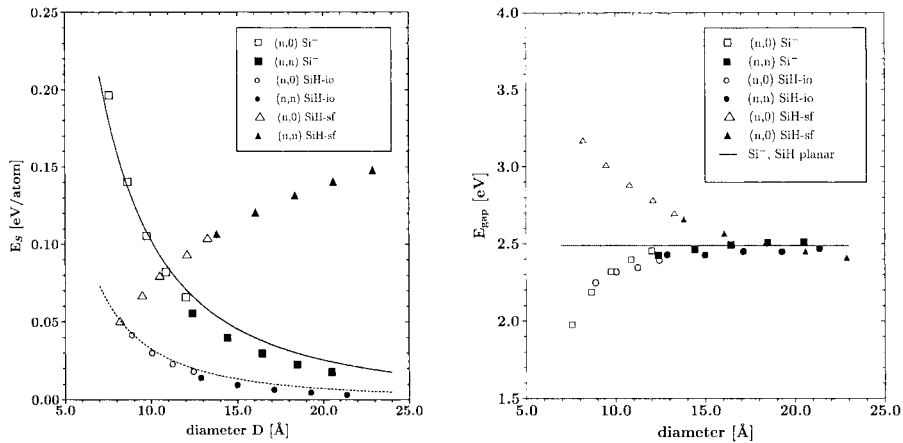 0.25
0.20
0.15
0.10
0.05
0.00
E_S [eV/atom]
(n,0) Si⁻
(n,n) Si⁻
(n,0) SiH-io
(n,n) SiH-io
(n,0) SiH-sf
(n,n) SiH-sf
5.0 10.0 15.0 20.0 25.0
diameter D [Å]
4.0
3.5
3.0
2.5
2.0
1.5
E_gap [eV]
(n,0) Si⁻
(n,n) Si⁻
(n,0) SiH-io
(n,n) SiH-io
(n,0) SiH-sf
(n,0) SiH-sf
Si⁻, SiH planar
5.0 10.0 15.0 20.0 25.0
diameter [Å]